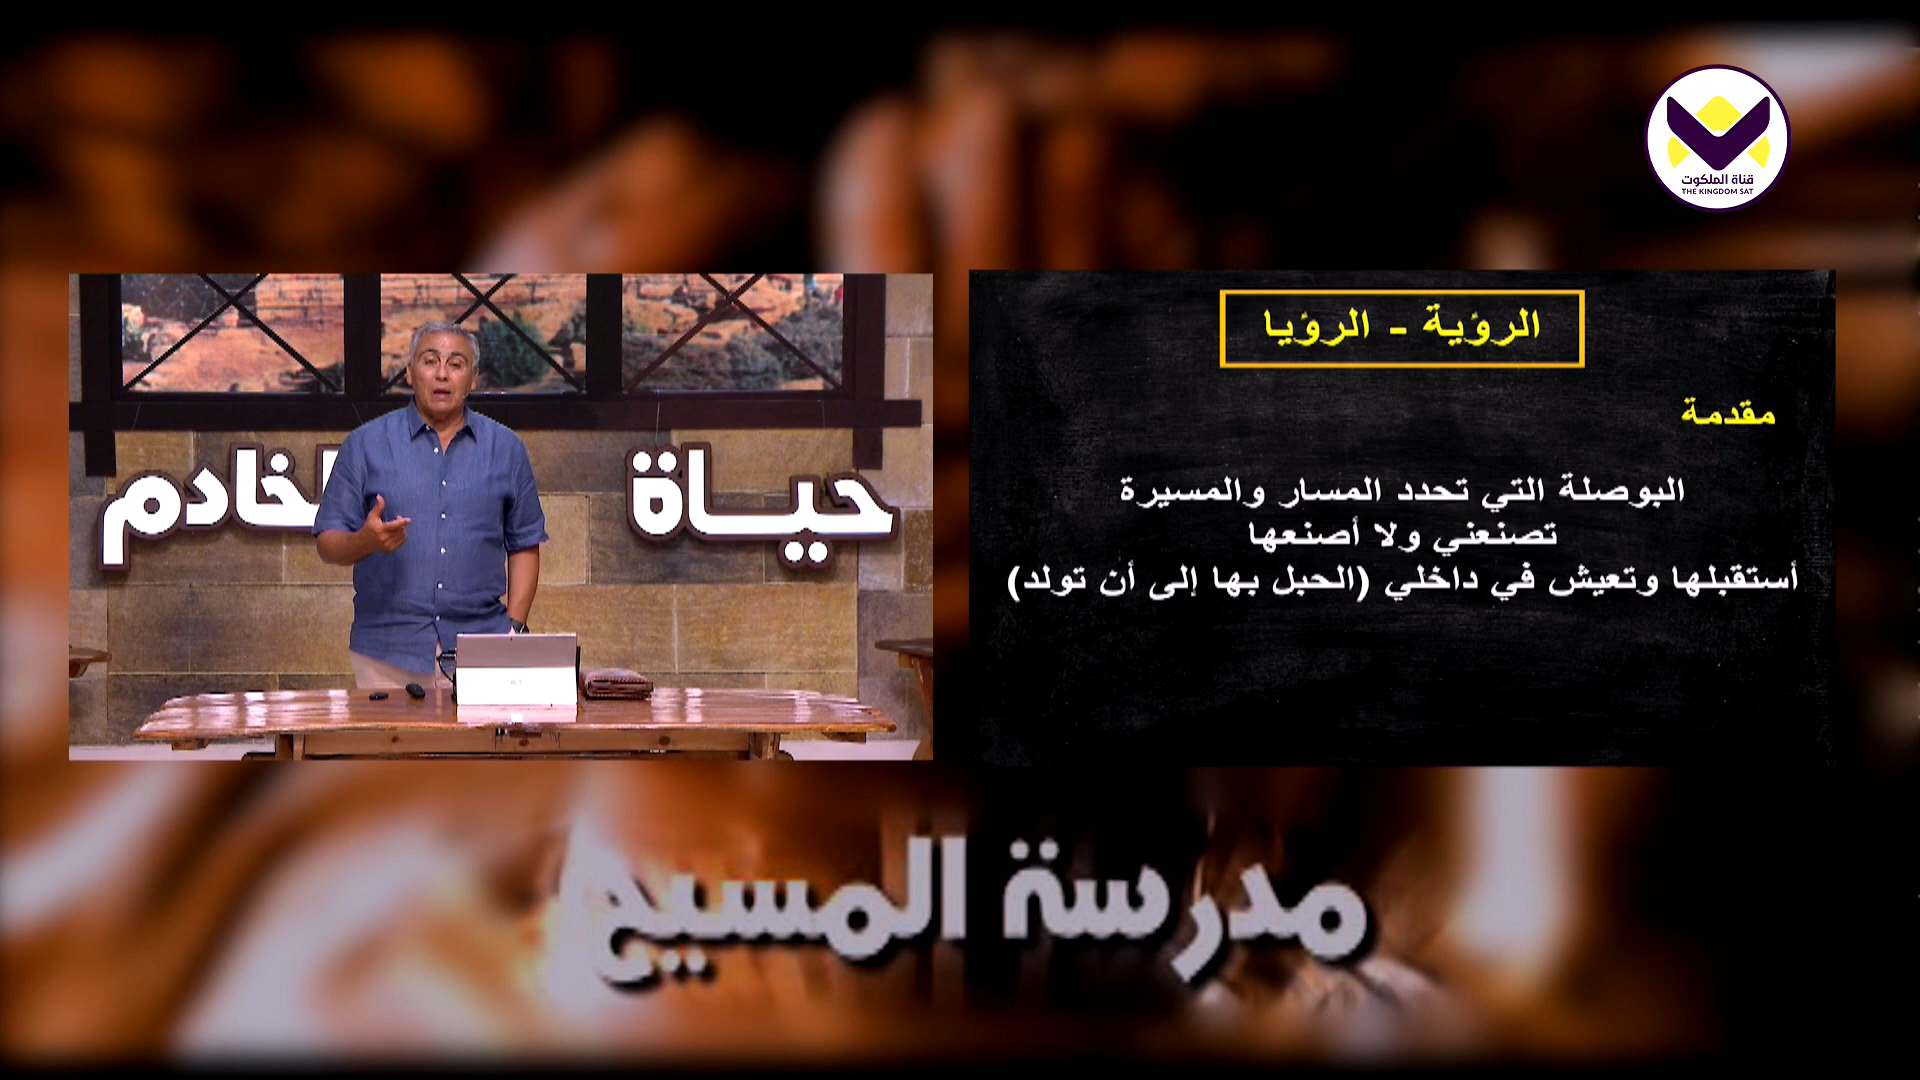 قناة الملكوت
THE KINGDOM SAT
الرؤية - الرؤيا
مقدمة
البوصلة التي تحدد المسار والمسيرة
تصنعني ولا أصنعها
أستقبلها وتعيش في داخلي (الحبل بها إلى أن تولد)
حياة الخادم
مدرسة المسيح